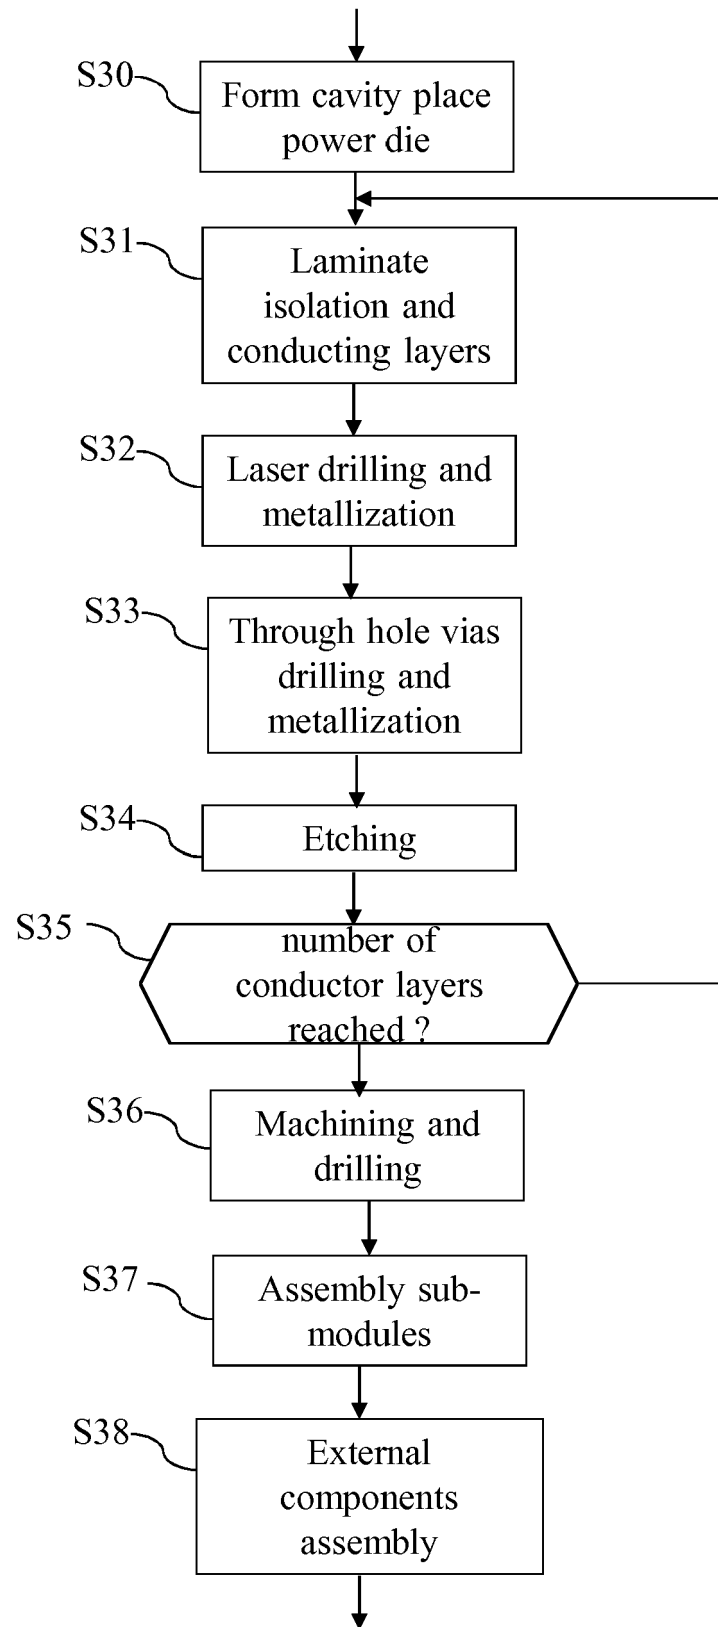 S30
Form cavity place
power die
S31
Laminate
isolation and
conducting layers
S32
Laser drilling and
metallization
S33
Through hole vias
drilling and
metallization
S34
Etching
S35
number of
conductor layers
reached ?
S36
Machining and
drilling
S37
Assembly sub-
modules
S38
External
components
assembly